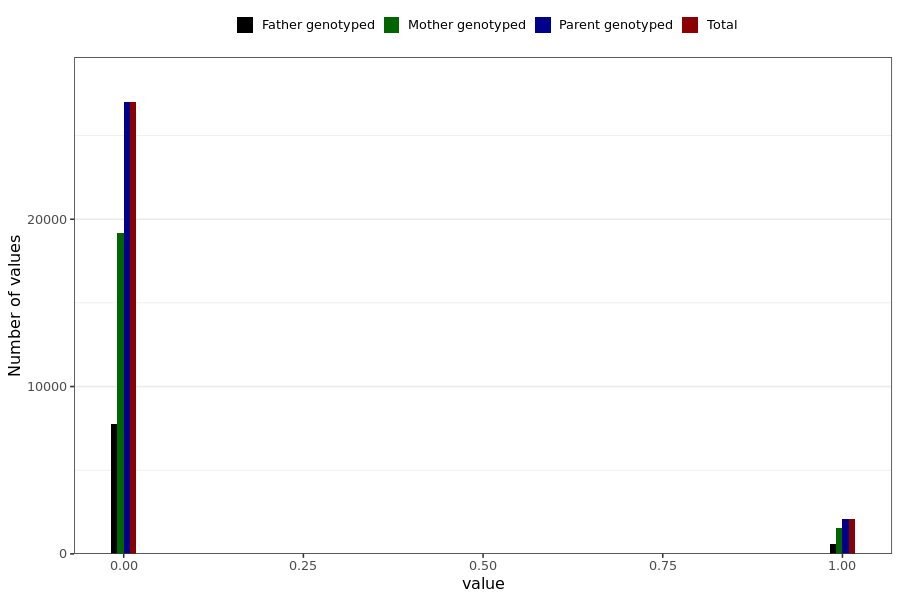 Father genotyped Mother genotyped Parent genotyped Total
Number of values
20000
10000
0
0.00 0.25 0.50 0.75 1.00
value